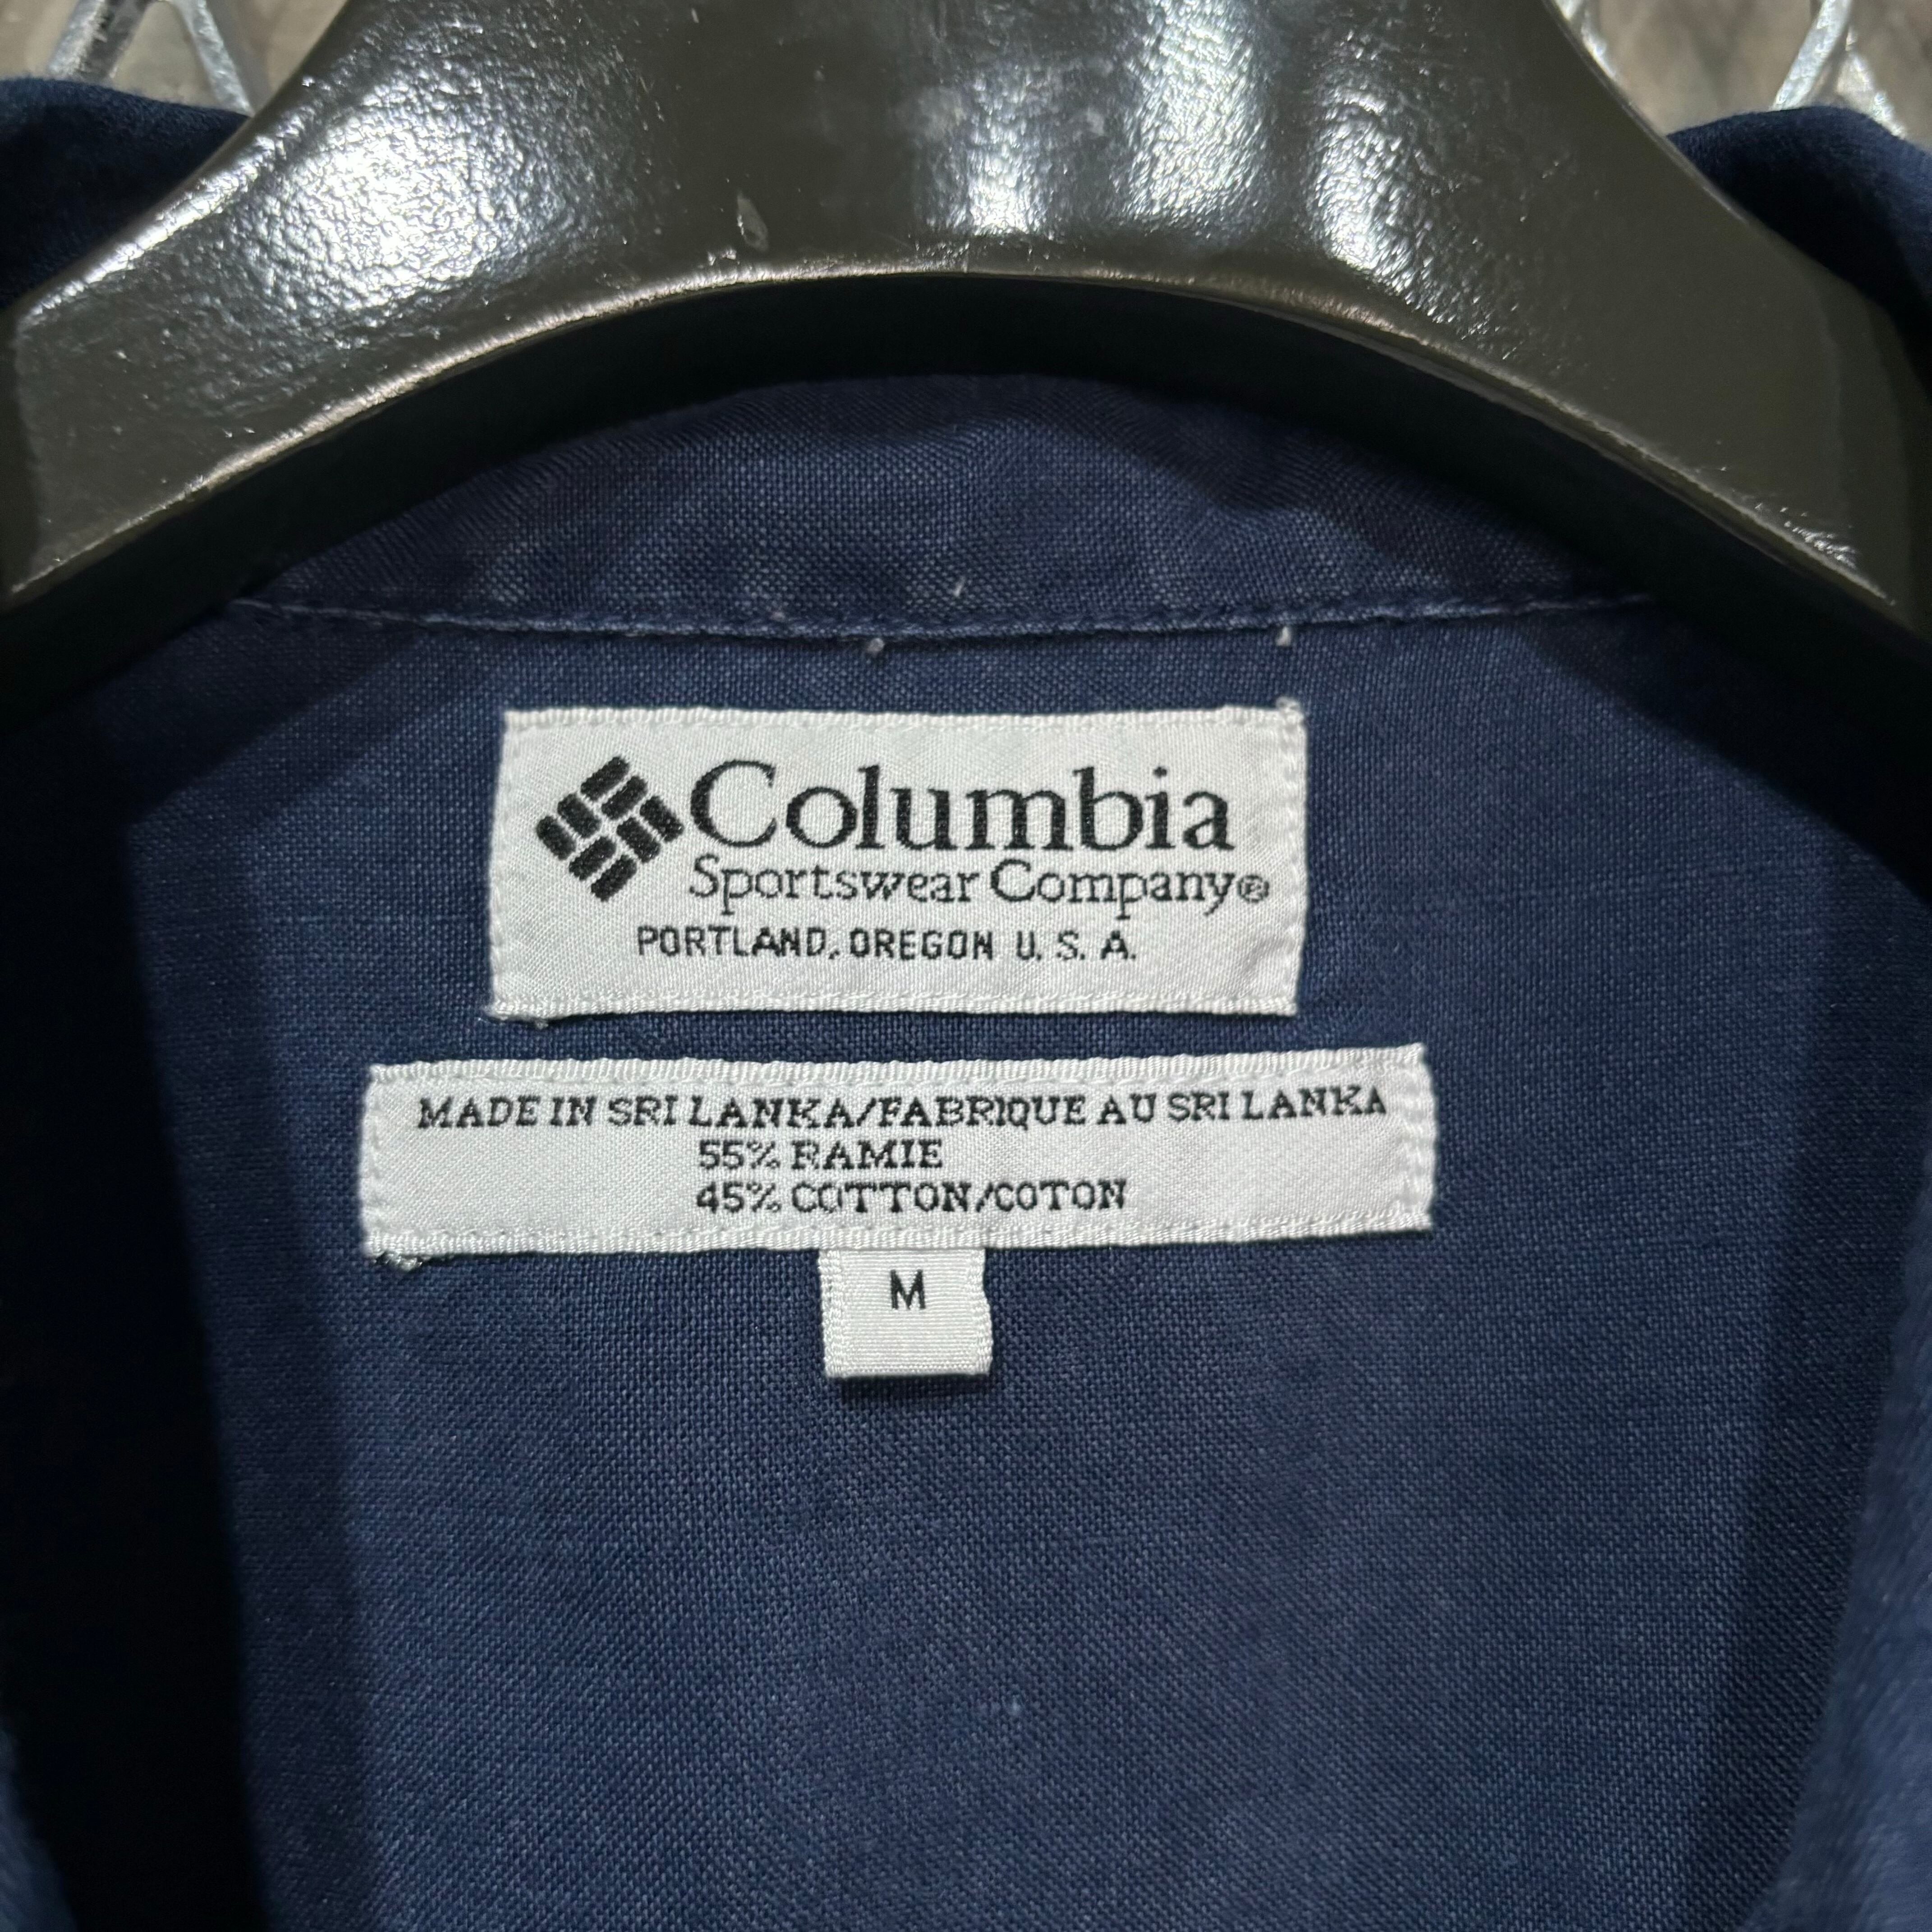 Columbia
Sportswear Company®
PORTLAND, OREGON U.S.A.
MADE IN SRI LANKA/FABRIQUE AU SRI LANKA
55% RAMIE
45% COTTON/COTON
M